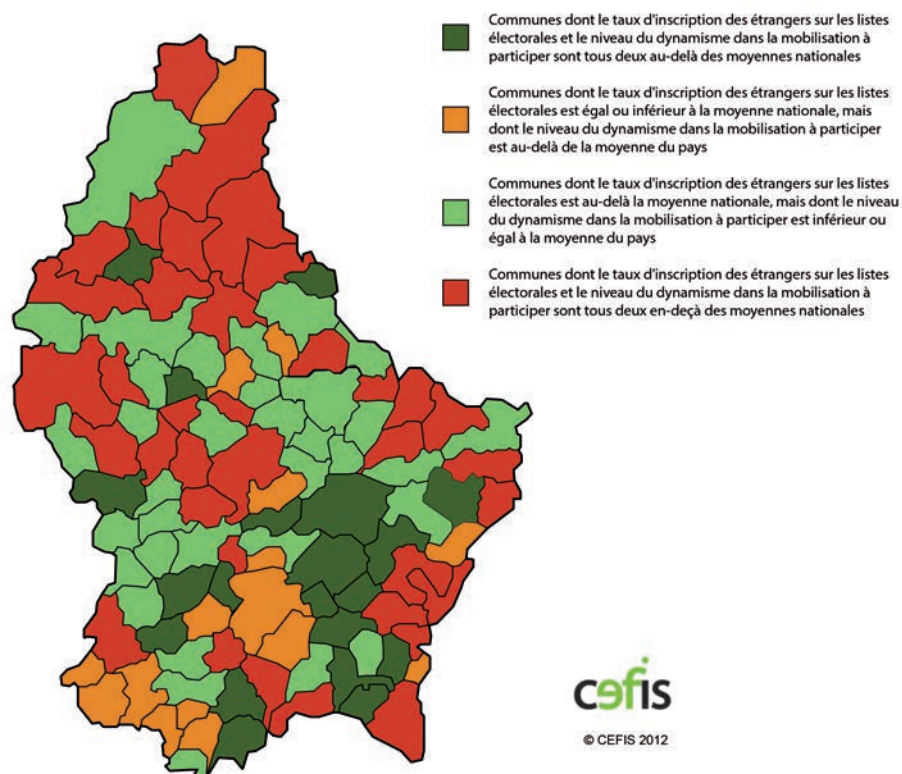 Communes dont le taux d'inscription des étrangers sur les listes
électorales et le niveau du dynamisme dans la mobilisation à
participer sont tous deux au-delà des moyennes nationales
Communes dont le taux d'inscription des étrangers sur les listes
électorales est égal ou inférieur à la moyenne nationale, mais
dont le niveau du dynamisme dans la mobilisation à participer
est au-delà de la moyenne du pays
Communes dont le taux d'inscription des étrangers sur les listes
électorales est au-delà la moyenne nationale, mais dont le niveau
du dynamisme dans la mobilisation à participer est inférieur ou
égal à la moyenne du pays
Communes dont le taux d'inscription des étrangers sur les listes
électorales et le niveau du dynamisme dans la mobilisation à
participer sont tous deux en-deçà des moyennes nationales
cefis
© CEFIS 2012